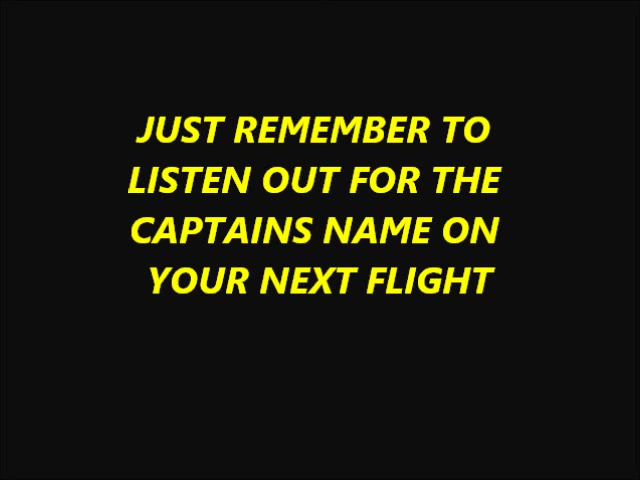 JUST REMEMBER TO
LISTEN OUT FOR THE
CAPTAINS NAME ON
YOUR NEXT FLIGHT